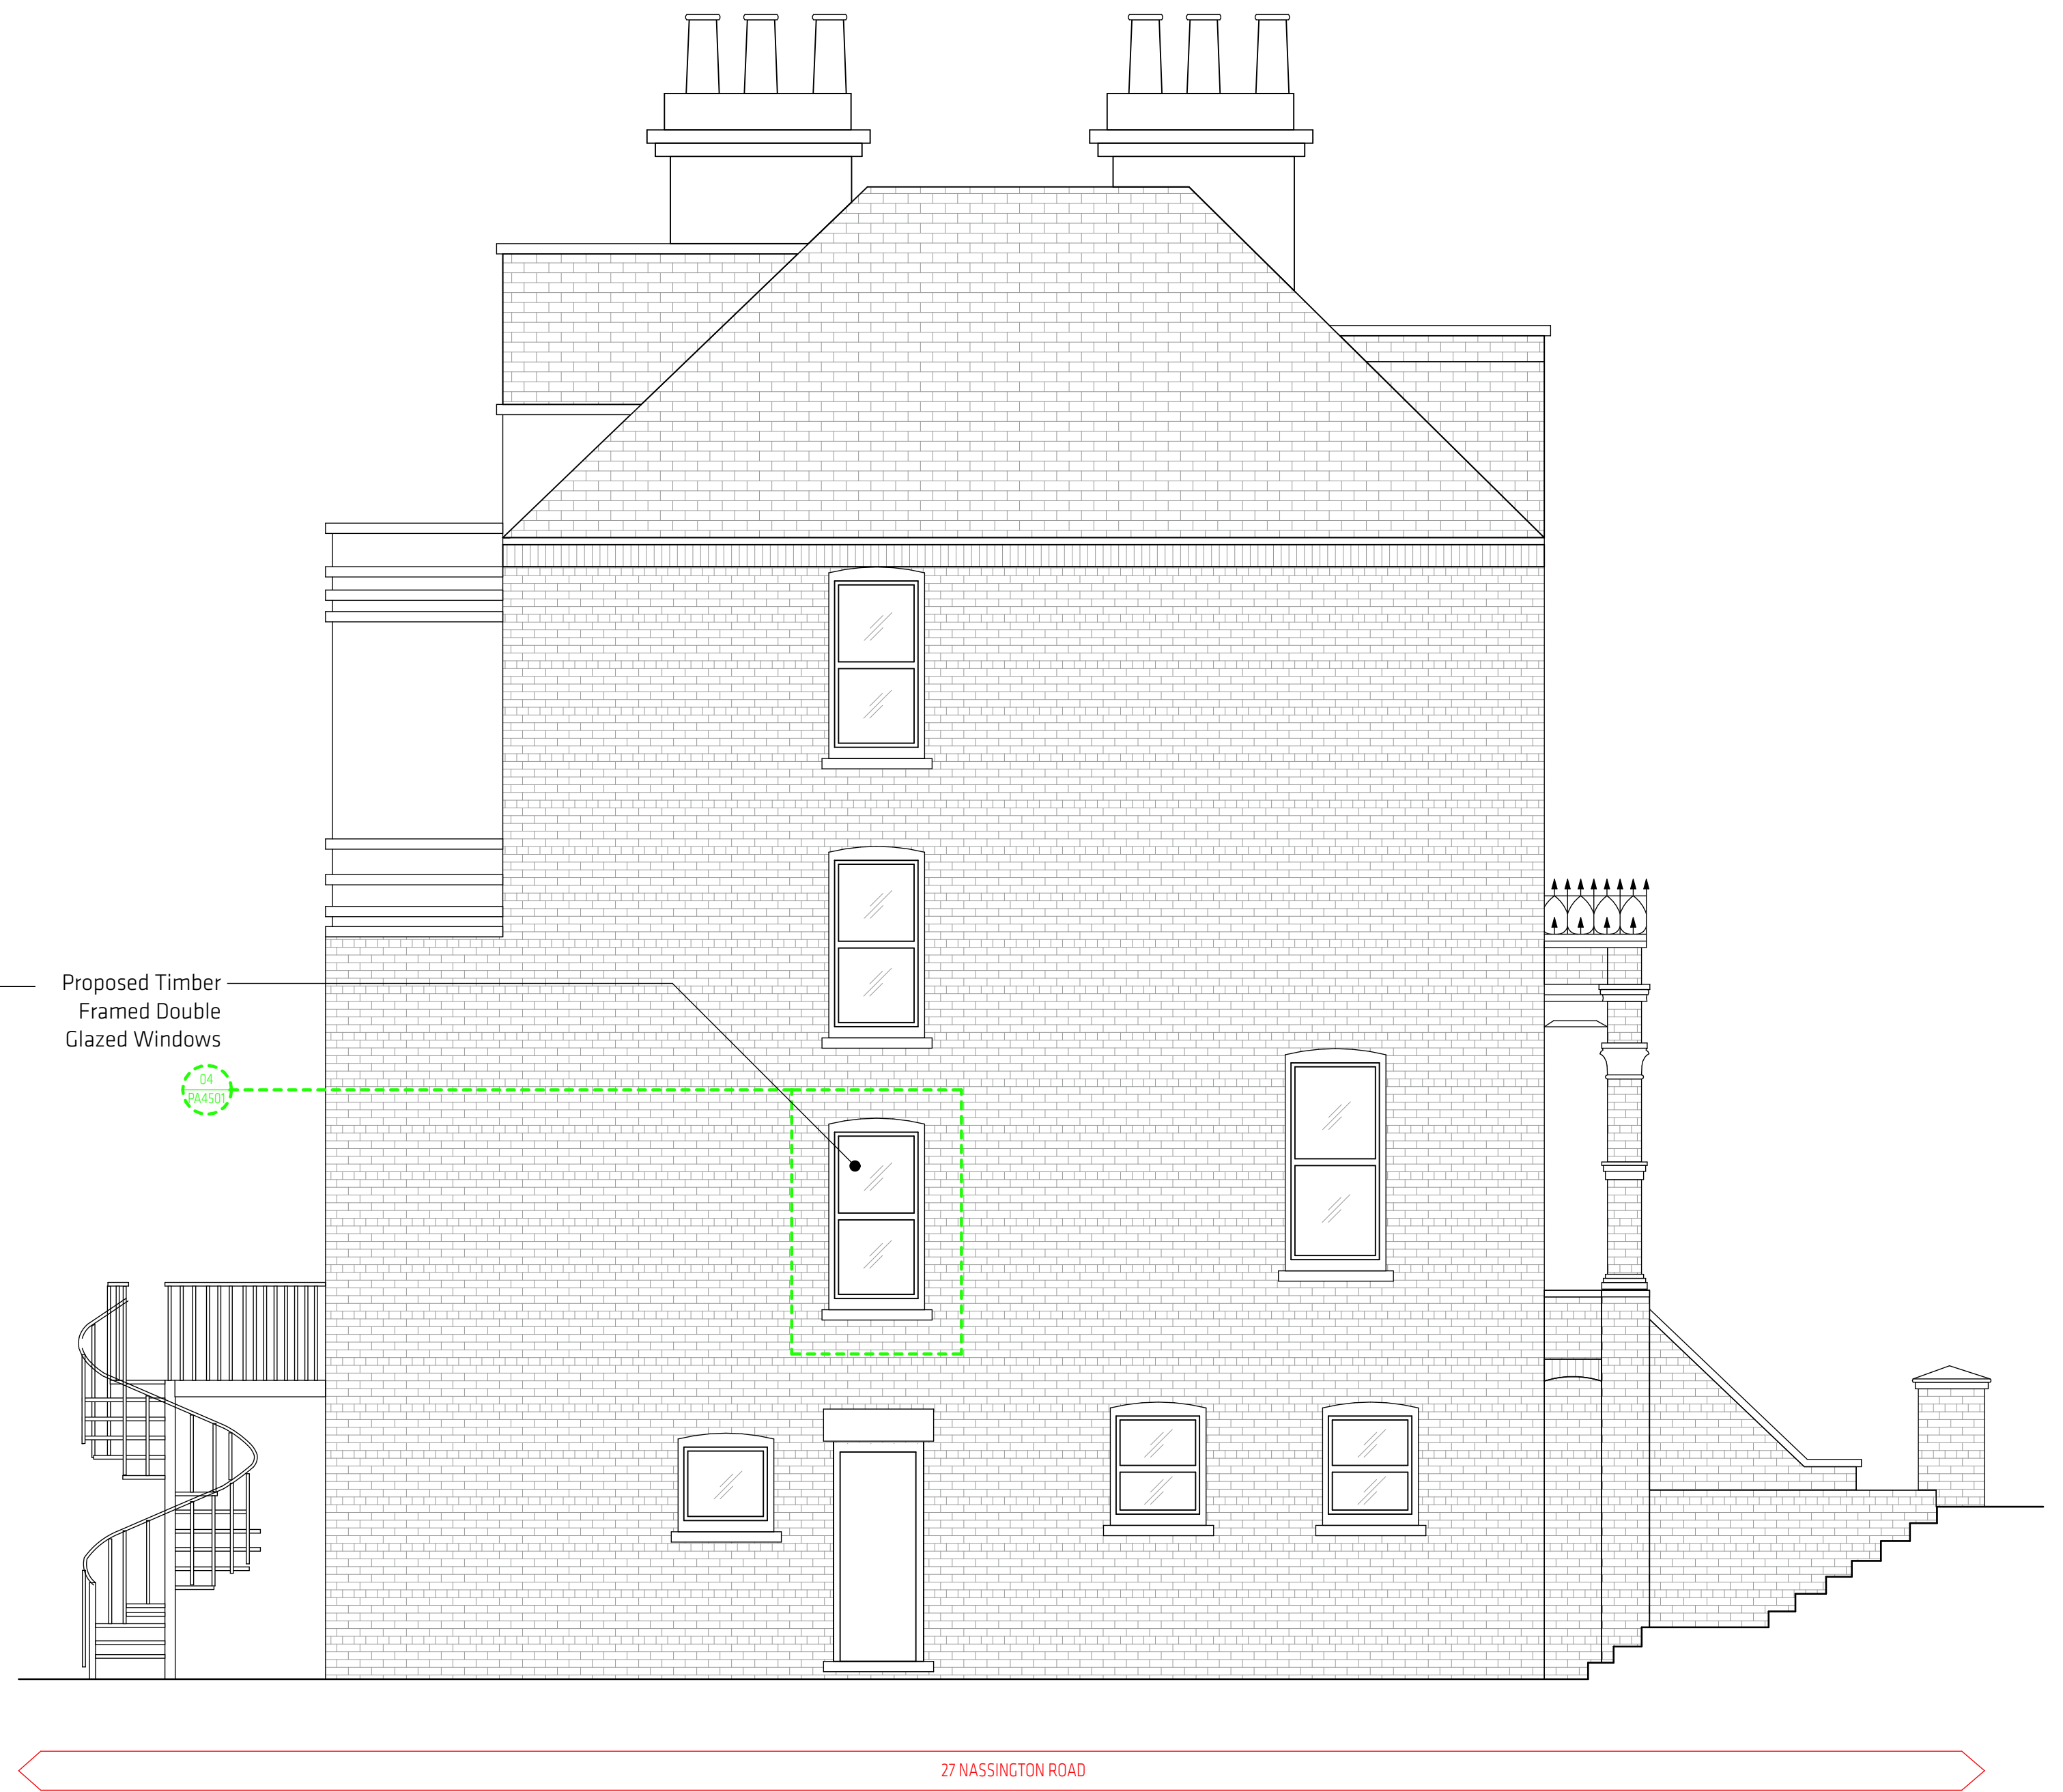 Proposed Timber
Framed Double
Glazed Windows
04
PA4501
27 NASSINGTON ROAD